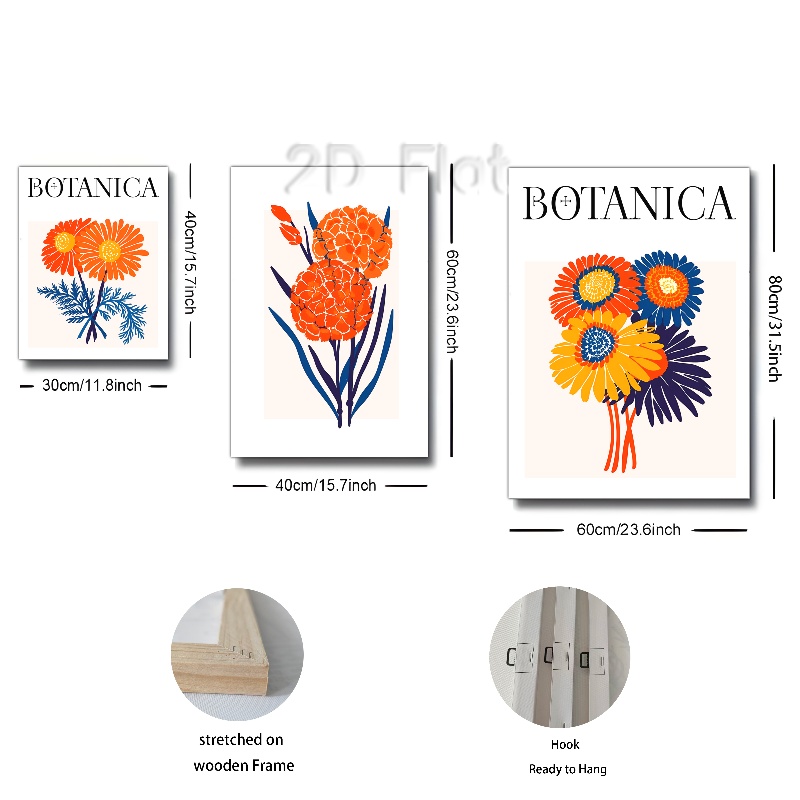 2D Flat
BOTANICA
BOTANICA
40cm/15.7inch
60cm/23.6inch
80cm/31.5inch
30cm/11.8inch
40cm/15.7inch
60cm/23.6inch
stretched on
wooden Frame
Hook
Ready to Hang